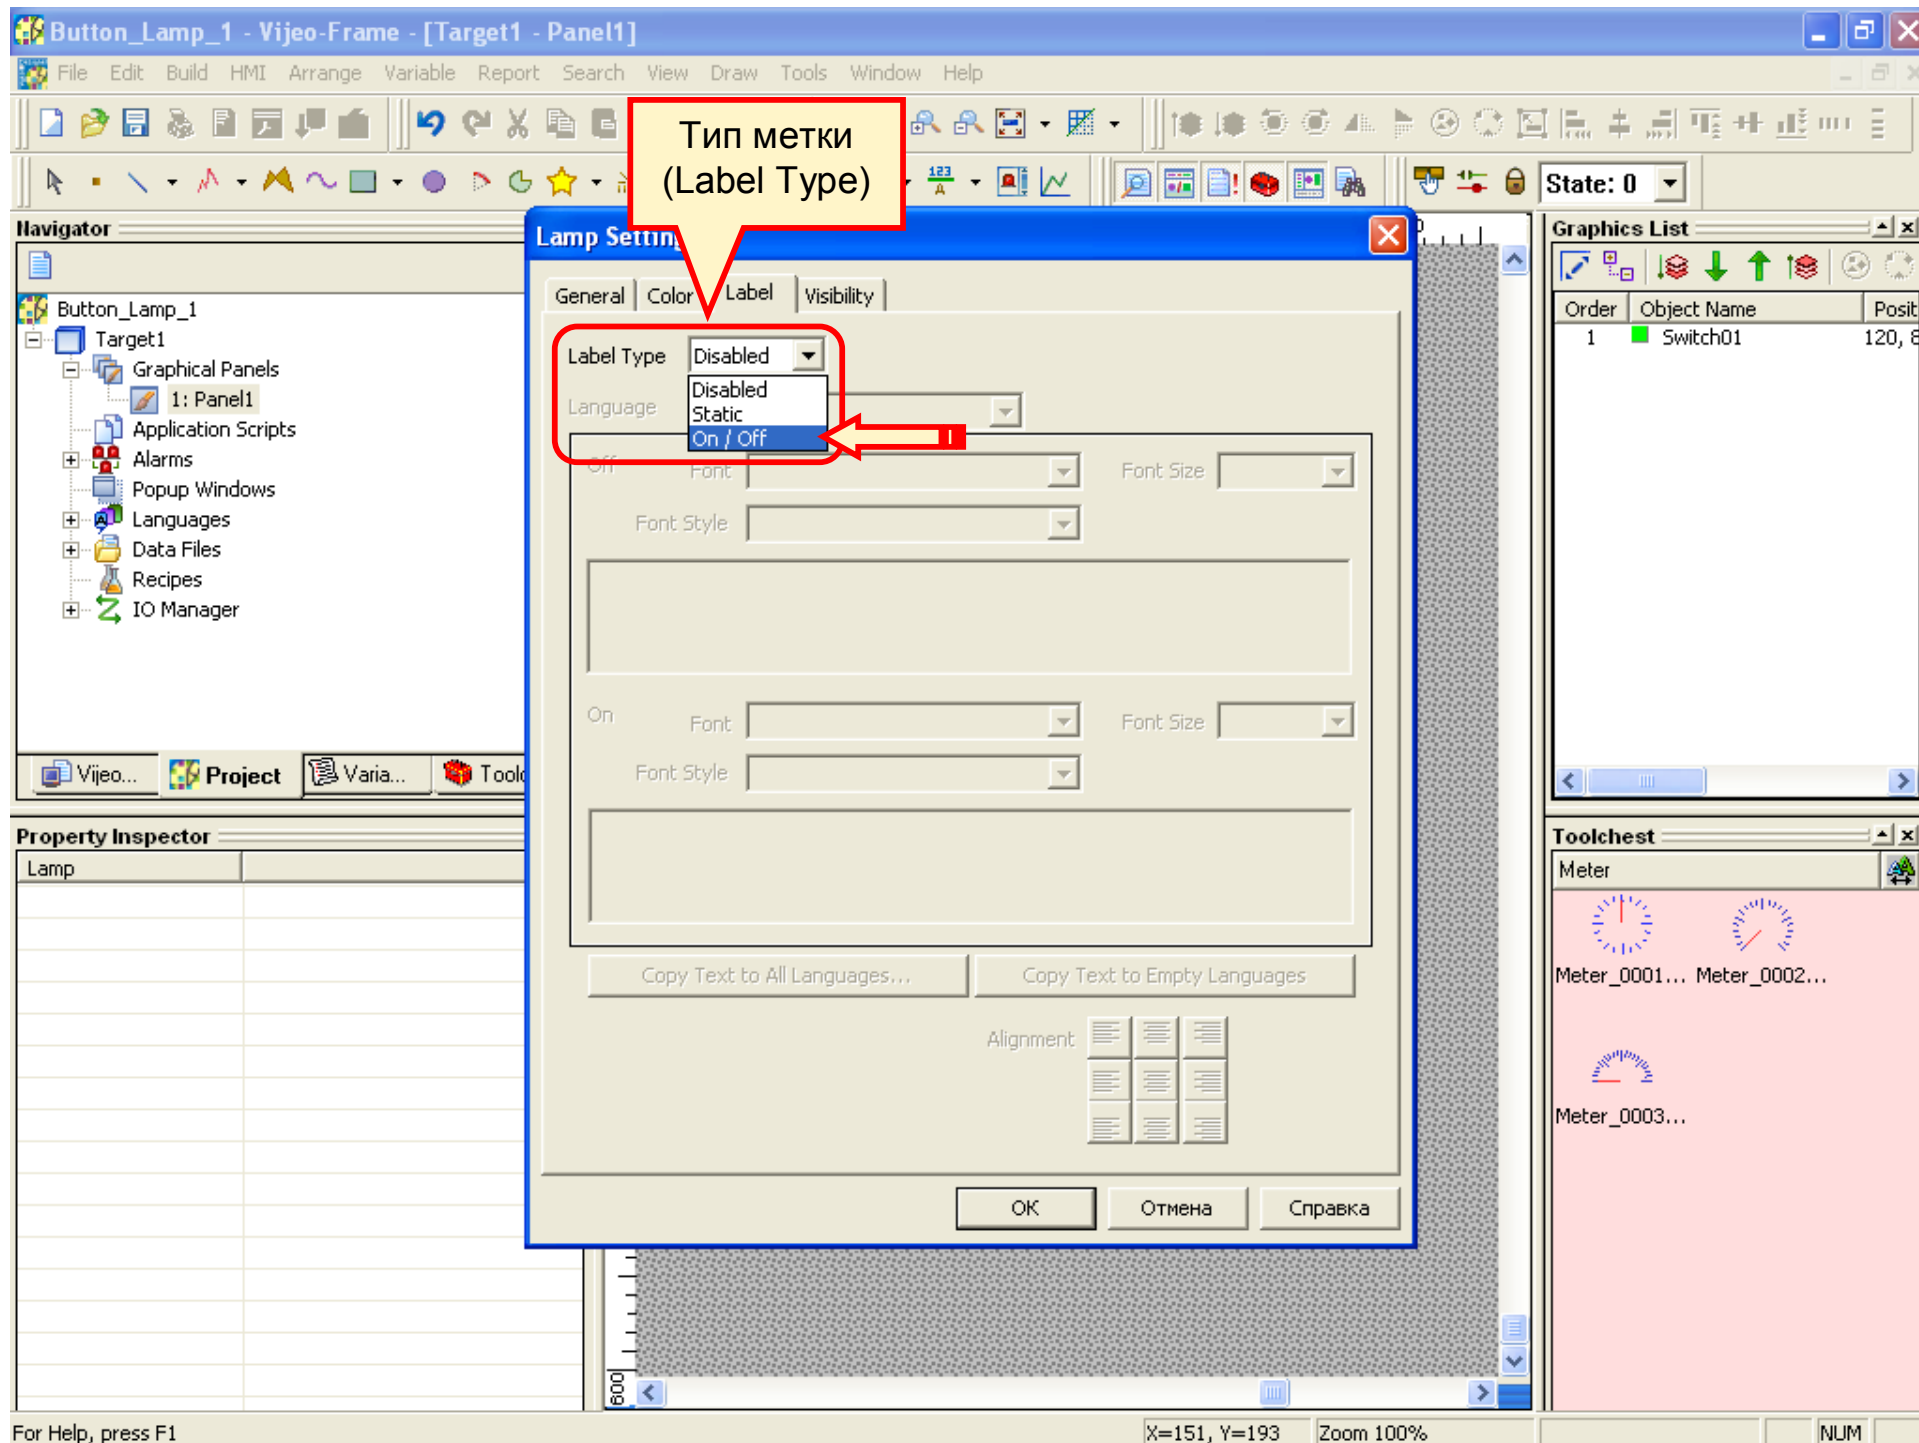 Button_Lamp_1 - Vijeo-Frame - [Target1 - Panel1]
File Edit Build HMI Arrange Variable Report Search View Draw Tools Window Help
Тип метки
(Label Type)
State: 0
Navigator
Button_Lamp_1
Target1
Graphical Panels
1: Panel1
Application Scripts
Alarms
Popup Windows
Languages
Data Files
Recipes
IO Manager
Vijeo... Project Varia...
Property Inspector
Lamp
General Color Label Visibility
Label Type Disabled
Disabled
Static
On / Off
Language
Off Font Font Size
Font Style
On Font Font Size
Font Style
Copy Text to All Languages... Copy Text to Empty Languages
Alignment
OK Отмена Справка
600
Graphics List
Order Object Name
1 Switch01 120,
Toolchest
Meter
Meter_0001... Meter_0002...
Meter_0003...
For Help, press F1 X=151, Y=193 Zoom 100% NUM